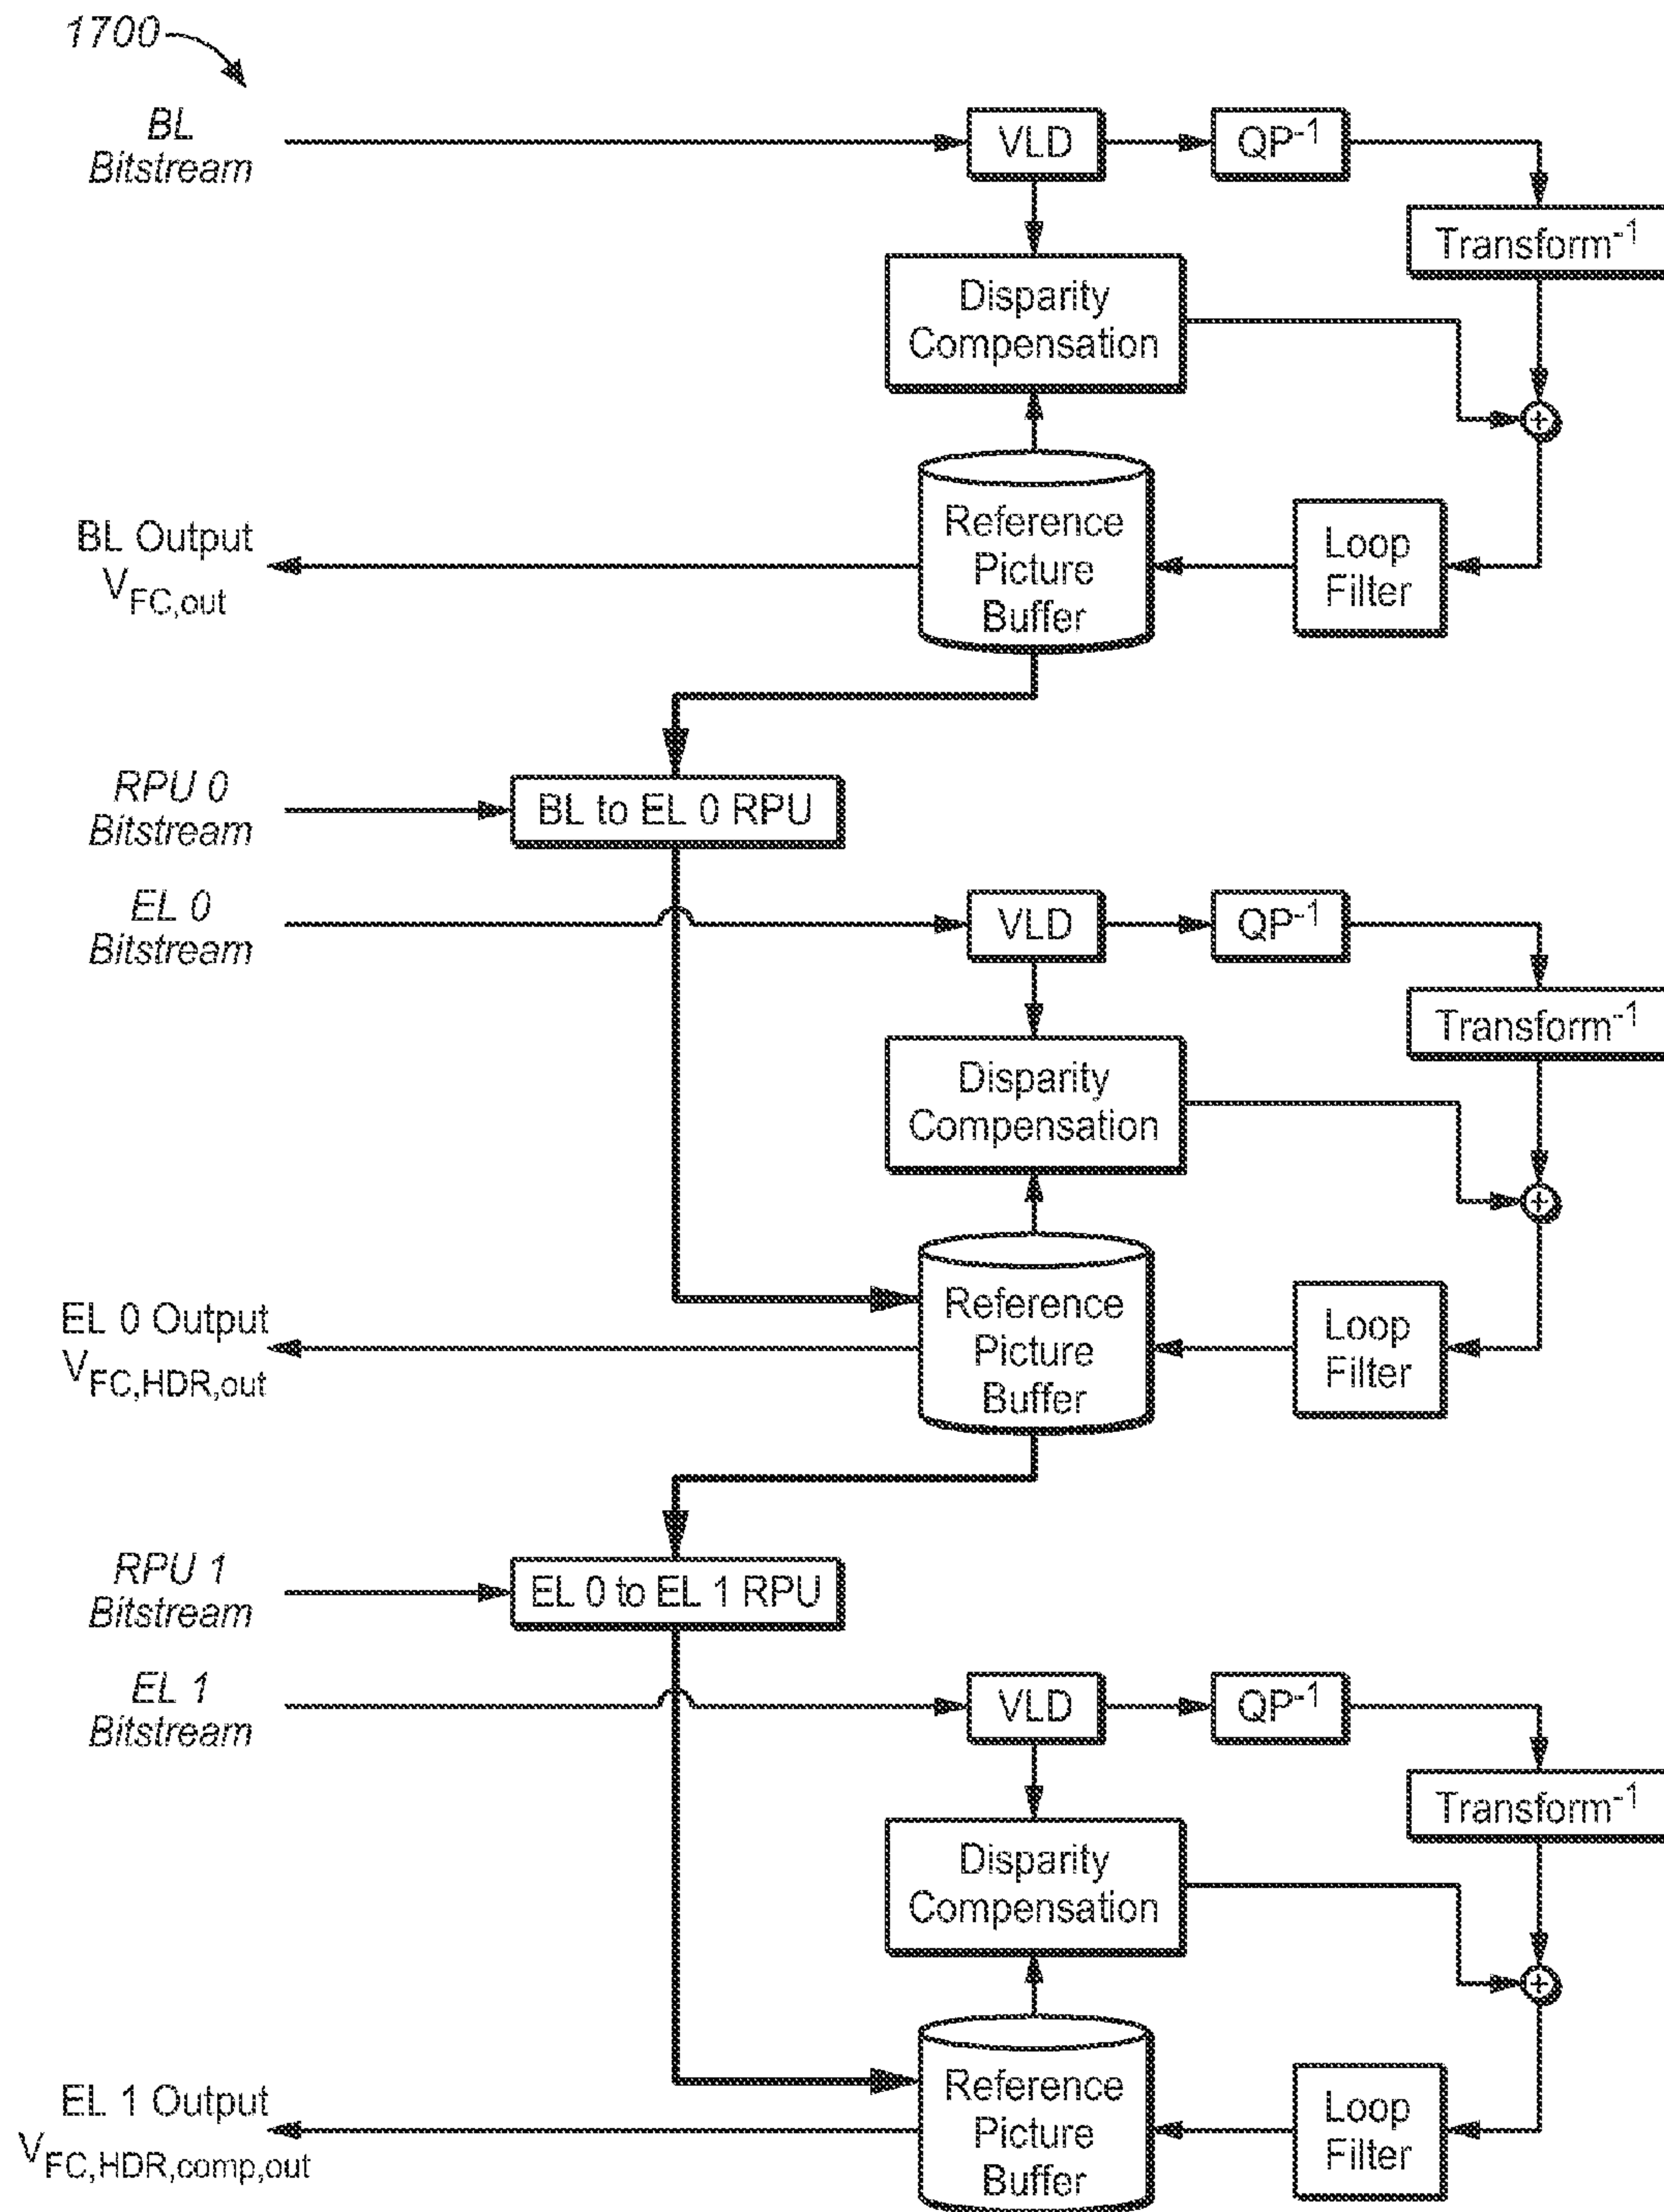 1700
BL
Bitstream
VLD
QP-1
Transform-1
Disparity
Compensation
+
Reference
Picture
Buffer
Loop
Filter
BL Output
VFC,out
RPU 0
Bitstream
BL to EL 0 RPU
EL 0
Bitstream
VLD
QP-1
Transform-1
Disparity
Compensation
+
Reference
Picture
Buffer
Loop
Filter
EL 0 Output
VFC,HDR,out
RPU 1
Bitstream
EL 0 to EL 1 RPU
EL 1
Bitstream
VLD
QP-1
Transform-1
Disparity
Compensation
+
Reference
Picture
Buffer
Loop
Filter
EL 1 Output
VFC,HDR,comp,out